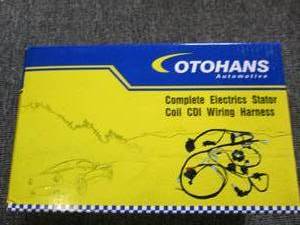 OTOHANS
Automotive
Complete Electrics Stator
Coil CDI Wiring Harness